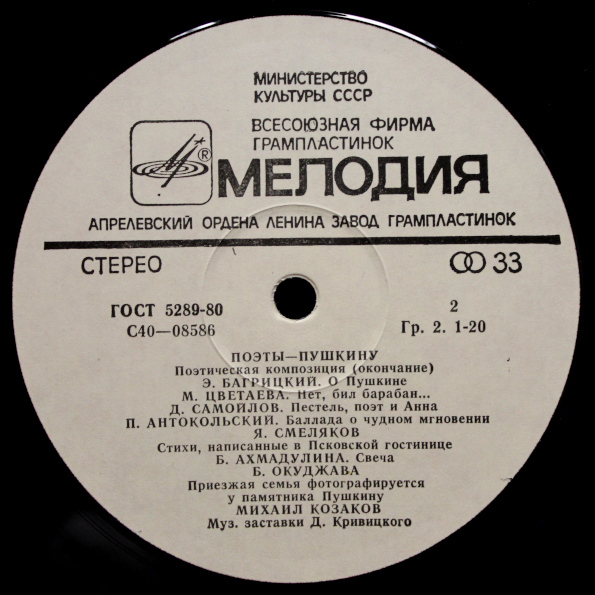 МИНИСТЕРСТВО
КУЛЬТУРЫ СССР
ВСЕСОЮЗНАЯ ФИРМА
ГРАМПЛАСТИНОК
® МЕЛОДИЯ
АПРЕЛЕВСКИЙ ОРДЕНА ЛЕНИНА ЗАВОД ГРАМПЛАСТИНОК
СТЕРЕО 33
ГОСТ 5289-80 2
С40—08586 Гр. 2. 1-20
ПОЭТЫ—ПУШКИНУ
Поэтическая композиция (окончание)
Э. БАГРИЦКИЙ. О Пушкине
М. ЦВЕТАЕВА. Нет, бил барабан...
Д. САМОЙЛОВ. Пестель, поэт и Анна
П. АНТОКОЛЬСКИЙ. Баллада о чудном мгновении
Я. СМЕЛЯКОВ
Стихи, написанные в Псковской гостинице
Б. АХМАДУЛИНА. Свеча
Б. ОКУДЖАВА
Приезжая семья фотографируется
у памятника Пушкину
МИХАИЛ КОЗАКОВ
Муз. заставки Д. Кривицкого